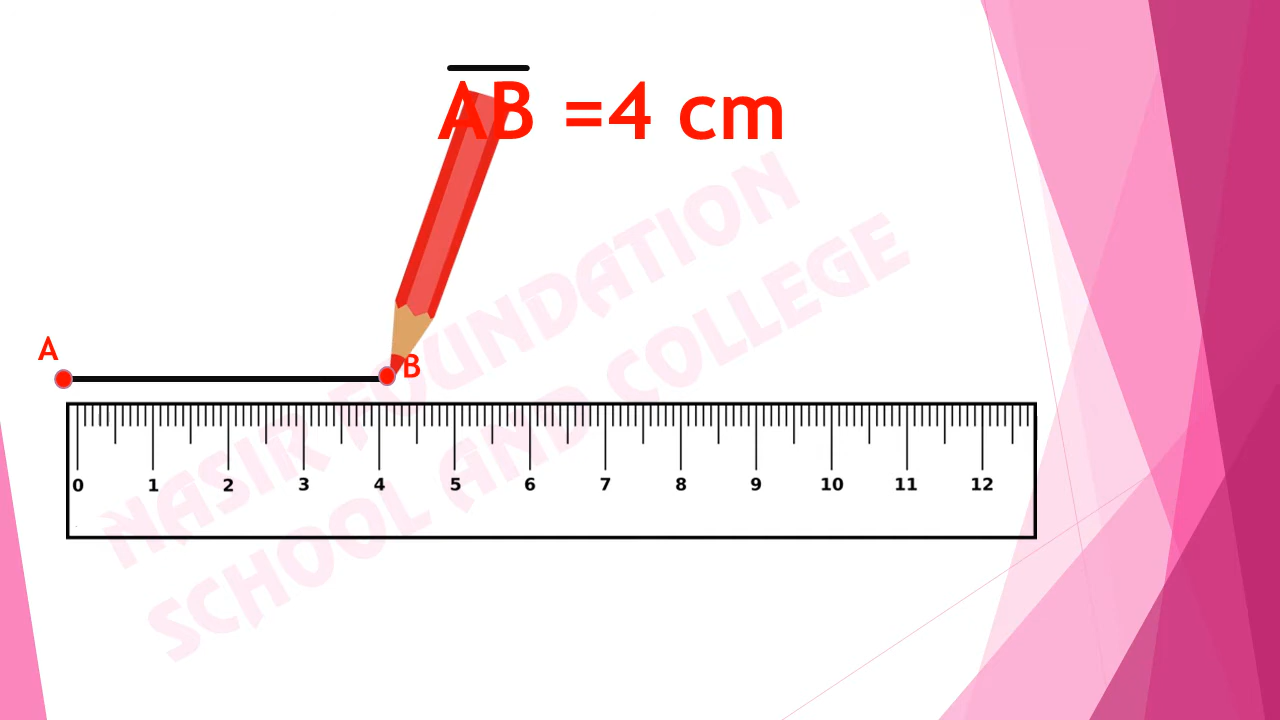 AB =4 cm
A
B
0 1 2 3 4 5 6 7 8 9 10 11 12
NASIR FOUNDATION
SCHOOL AND COLLEGE